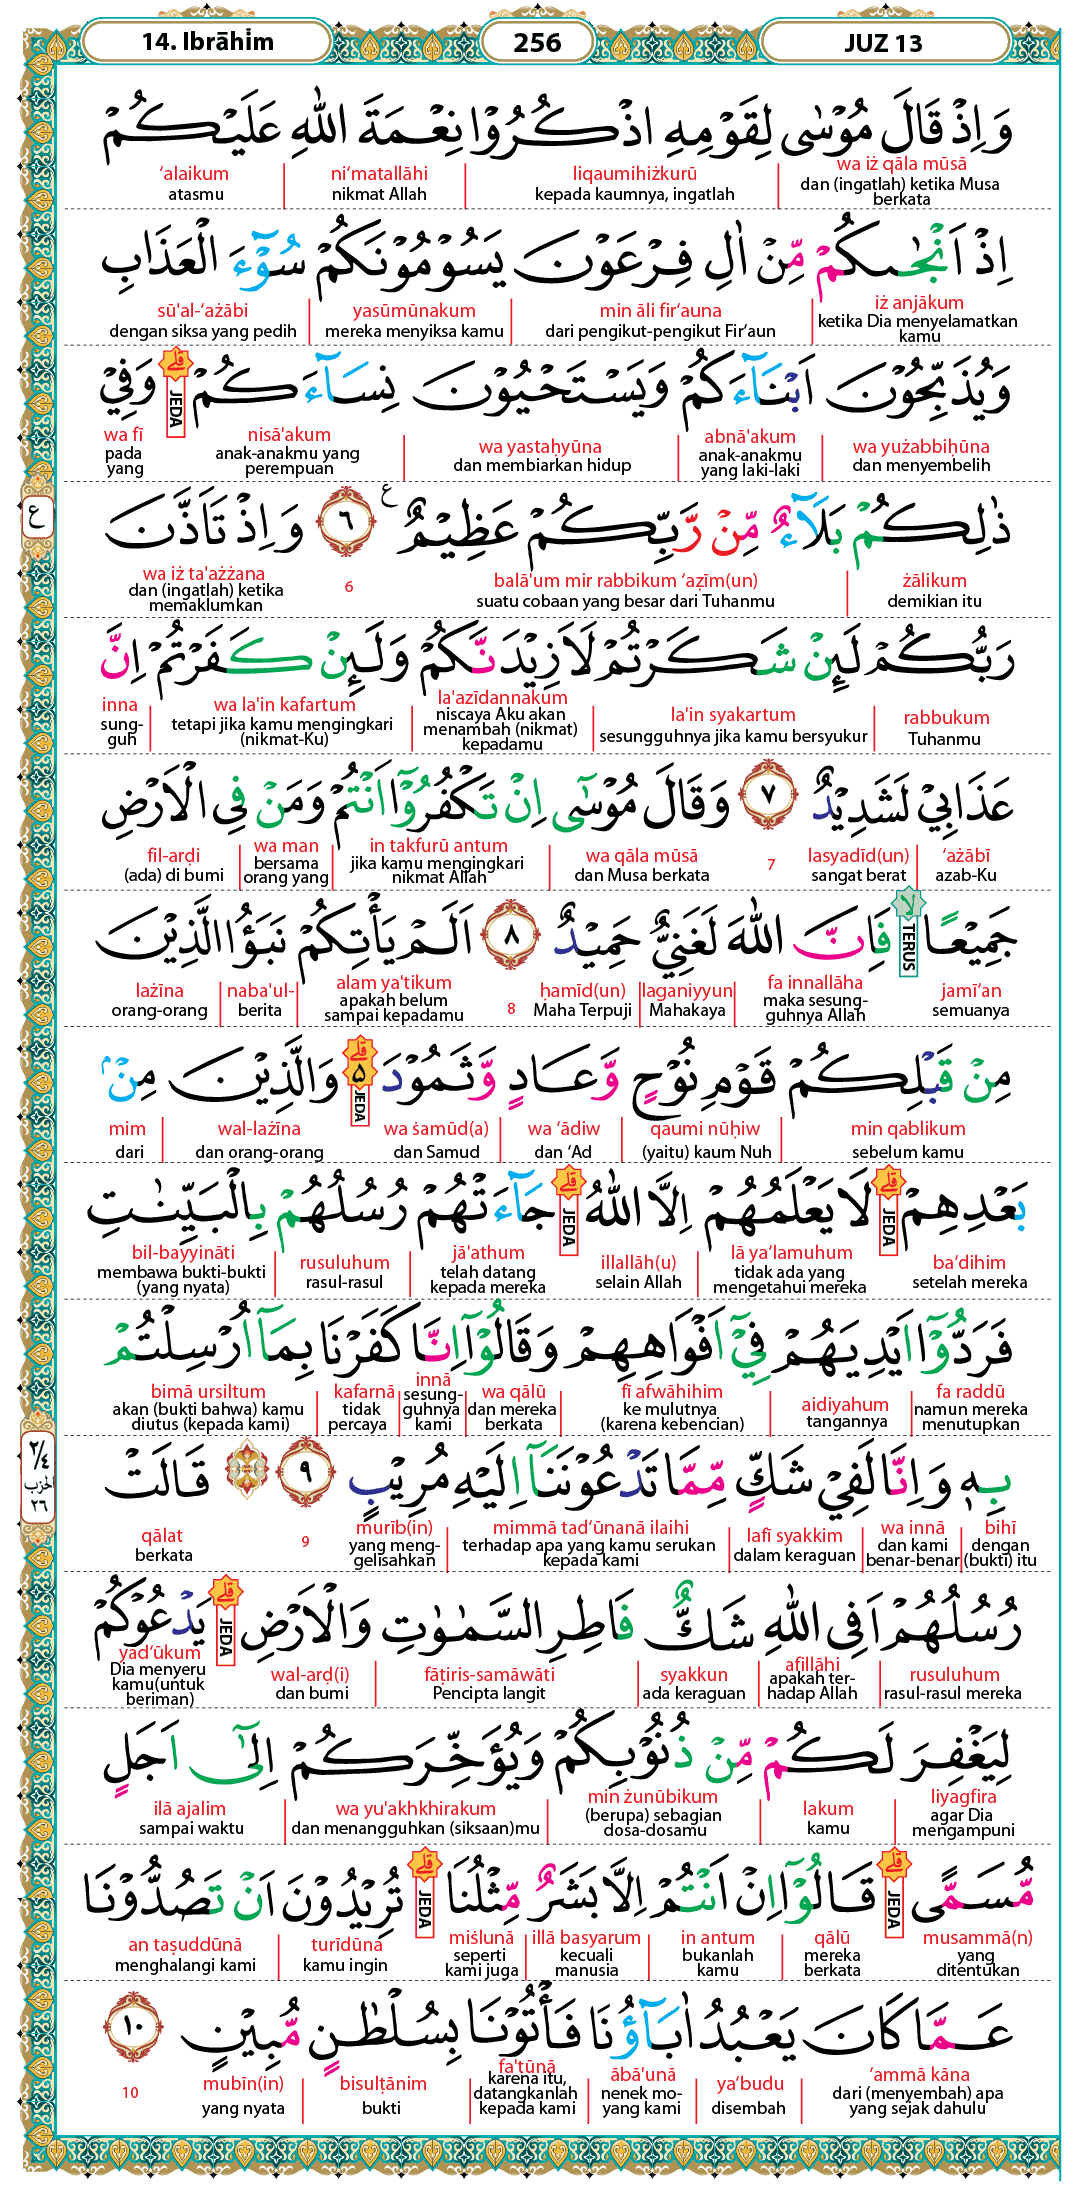 14. Ibrāhim
256
JUZ 13
وَاِذْ قَالَ مُوْسٰى لِقَوْمِهِ اذْكُرُوْا نِعْمَةَ اللّٰهِ عَلَيْكُمْ
wa iż qāla mūsā liqaumihiżkurū ni‘matallāhi ‘alaikum
dan (ingatlah) ketika Musa berkata kepada kaumnya, ingatlah nikmat Allah atasmu
اِذْ اَنْجٰىكُمْ مِّنْ اٰلِ فِرْعَوْنَ يَسُوْمُوْنَكُمْ سُوْۤءَ الْعَذَابِ
iż anjākum min āli fir‘auna yasūmūnakum sū'al-‘ażābi
ketika Dia menyelamatkan kamu dari pengikut-pengikut Fir‘aun mereka menyiksa kamu dengan siksa yang pedih
وَيُذَبِّحُوْنَ اَبْنَاۤءَكُمْ وَيَسْتَحْيُوْنَ نِسَاۤءَكُمْ ۗ JEDA وَفِيْ
wa yużabbiḥūna abnā'akum wa yastaḥyūna nisā'akum wa fī
dan menyembelih anak-anakmu yang laki-laki dan membiarkan hidup anak-anakmu yang perempuan pada yang
ع
ذٰلِكُمْ بَلَاۤءٌ مِّنْ رَّبِّكُمْ عَظِيْمٌ ع ٦ وَاِذْ تَاَذَّنَ
żālikum balā'um mir rabbikum ‘aẓīm(un) 6 wa iż ta'ażżana
demikian itu suatu cobaan yang besar dari Tuhanmu dan (ingatlah) ketika memaklumkan
رَبُّكُمْ لَىِٕنْ شَكَرْتُمْ لَاَزِيْدَنَّكُمْ وَلَىِٕنْ كَفَرْتُمْ اِنَّ
rabbukum la'in syakartum la'azīdannakum wa la'in kafartum inna
Tuhanmu sesungguhnya jika kamu bersyukur niscaya Aku akan menambah (nikmat) kepadamu tetapi jika kamu mengingkari (nikmat-Ku) sung-guh
عَذَابِيْ لَشَدِيْدٌ ٧ وَقَالَ مُوْسٰٓى اِنْ تَكْفُرُوْٓا اَنْتُمْ وَمَنْ فِى الْاَرْضِ
‘ażābī lasyadīd(un) 7 wa qāla mūsā in takfurū antum wa man fil-arḍi
azab-Ku sangat berat dan Musa berkata jika kamu mengingkari nikmat Allah bersama orang yang (ada) di bumi
جَمِيْعًا ۙ TERUS فَاِنَّ اللّٰهَ لَغَنِيٌّ حَمِيْدٌ ٨ اَلَمْ يَأْتِكُمْ نَبَؤُا الَّذِيْنَ
jamī‘an fa innallāha laganiyyun ḥamīd(un) 8 alam ya'tikum naba'ul- lażīna
semuanya maka sesung-guhnya Allah Mahakaya Maha Terpuji apakah belum sampai kepadamu berita orang-orang
مِنْ قَبْلِكُمْ قَوْمِ نُوْحٍ وَّعَادٍ وَّثَمُوْدَ ۗ ۵ JEDA وَالَّذِيْنَ مِنْۢ
min qablikum qaumi nūḥiw wa ‘ādiw wa ṡamūd(a) wal-lażīna mim
sebelum kamu (yaitu) kaum Nuh dan ‘Ad dan Samud dan orang-orang dari
بَعْدِهِمْ ۗ JEDA لَا يَعْلَمُهُمْ اِلَّا اللّٰهُ ۗ JEDA جَاۤءَتْهُمْ رُسُلُهُمْ بِالْبَيِّنٰتِ
ba‘dihim lā ya‘lamuhum illallāh(u) jā'athum rusuluhum bil-bayyināti
setelah mereka tidak ada yang mengetahui mereka selain Allah telah datang kepada mereka rasul-rasul membawa bukti-bukti (yang nyata)
فَرَدُّوْٓا اَيْدِيَهُمْ فِيْٓ اَفْوَاهِهِمْ وَقَالُوْٓا اِنَّا كَفَرْنَا بِمَآ اُرْسِلْتُمْ
fa raddū aidiyahum fī afwāhihim wa qālū innā kafarnā bimā ursiltum
namun mereka menutupkan tangannya ke mulutnya (karena kebencian) dan mereka berkata sesung-guhnya kami tidak percaya akan (bukti bahwa) kamu diutus (kepada kami)
٢/٤ الحزب ٢٦
بِهٖ وَاِنَّا لَفِيْ شَكٍّ مِّمَّا تَدْعُوْنَنَآ اِلَيْهِ مُرِيْبٍ ٩ قَالَتْ
bihī wa innā lafī syakkim mimmā tad‘ūnanā ilaihi murīb(in) 9 qālat
dengan (bukti) itu dan kami benar-benar dalam keraguan terhadap apa yang kamu serukan kepada kami yang meng-gelisahkan berkata
رُسُلُهُمْ اَفِى اللّٰهِ شَكٌّ فَاطِرِ السَّمٰوٰتِ وَالْاَرْضِ ۗ JEDA يَدْعُوْكُمْ
rusuluhum afillāhi syakkun fāṭiris-samāwāti wal-arḍ(i) yad‘ūkum
rasul-rasul mereka apakah ter-hadap Allah ada keraguan Pencipta langit dan bumi Dia menyeru kamu(untuk beriman)
لِيَغْفِرَ لَكُمْ مِّنْ ذُنُوْبِكُمْ وَيُؤَخِّرَكُمْ اِلٰٓى اَجَلٍ
liyagfira lakum min żunūbikum wa yu'akhkhirakum ilā ajalim
agar Dia mengampuni kamu (berupa) sebagian dosa-dosamu dan menangguhkan (siksaan)mu sampai waktu
مُّسَمًّى ۗ JEDA قَالُوْٓا اِنْ اَنْتُمْ اِلَّا بَشَرٌ مِّثْلُنَا ۗ JEDA تُرِيْدُوْنَ اَنْ تَصُدُّوْنَا
musammā(n) qālū in antum illā basyarum miṡlunā turīdūna an taṣuddūnā
yang ditentukan mereka berkata bukanlah kamu kecuali manusia seperti kami juga kamu ingin menghalangi kami
عَمَّا كَانَ يَعْبُدُ اٰبَاۤؤُنَا فَأْتُوْنَا بِسُلْطٰنٍ مُّبِيْنٍ ١٠
‘ammā kāna ya‘budu ābā'unā fa'tūnā bisulṭānim mubīn(in) 10
dari (menyembah) apa yang sejak dahulu disembah nenek mo-yang kami karena itu, datangkanlah kepada kami bukti yang nyata